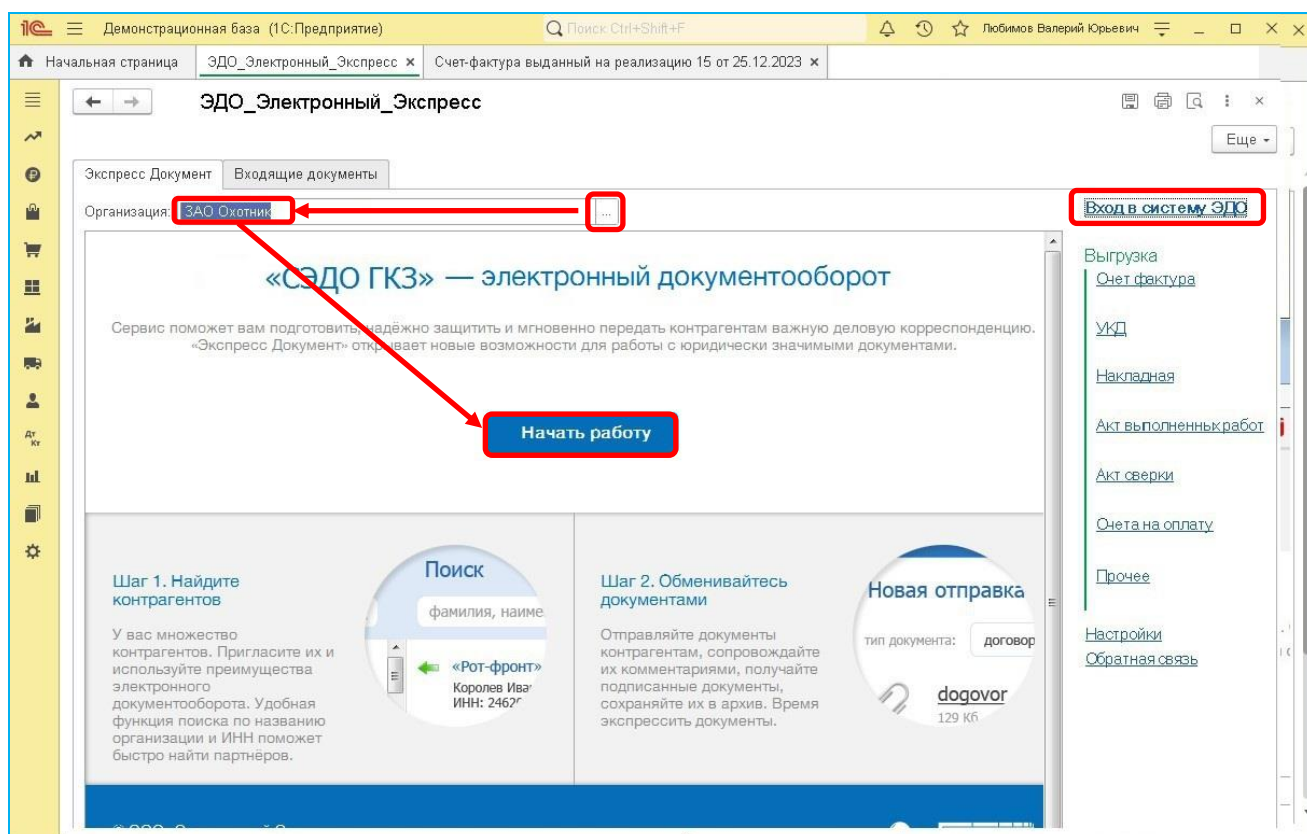 1С Демонстрационная база (1С:Предприятие) Поиск Ctrl+Shift+F Любимов Валерий Юрьевич
Начальная страница ЭДО_Электронный_Экспресс × Счет-фактура выданный на реализацию 15 от 25.12.2023 ×
ЭДО_Электронный_Экспресс
Еще
Экспресс Документ Входящие документы
Организация: ЗАО Охотник ...
Вход в систему ЭДО
«СЭДО ГКЗ» — электронный документооборот
Сервис поможет вам подготовить, надёжно защитить и мгновенно передать контрагентам важную деловую корреспонденцию.
«Экспресс Документ» открывает новые возможности для работы с юридически значимыми документами.
Начать работу
Шаг 1. Найдите
контрагентов
У вас множество
контрагентов. Пригласите их и
используйте преимущества
электронного
документооборота. Удобная
функция поиска по названию
организации и ИНН поможет
быстро найти партнёров.
Поиск
фамилия, наиме
«Рот-фронт»
Королев Ива
ИНН: 2462
Шаг 2. Обменивайтесь
документами
Отправляйте документы
контрагентам, сопровождайте
их комментариями, получайте
подписанные документы,
сохраняйте их в архив. Время
экспрессить документы.
Новая отправка
тип документа: договор
dogovor
129 Кб
Выгрузка
Счет фактура
УКД
Накладная
Акт выполненных работ
Акт сверки
Счета на оплату
Прочее
Настройки
Обратная связь
Дт
Кт